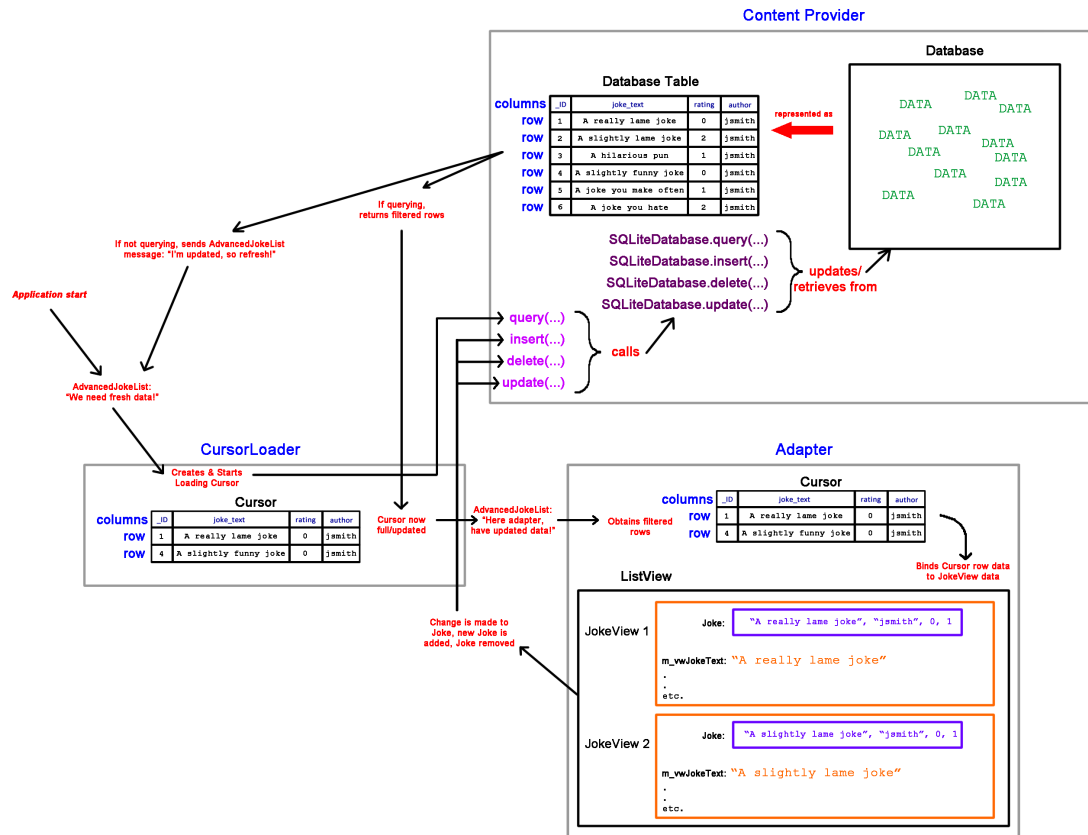 Content Provider
Database
Database Table
columns _ID joke_text rating author
row 1 A really lame joke 0 jsmith
row 2 A slightly lame joke 2 jsmith
row 3 A hilarious pun 1 jsmith
row 4 A slightly funny joke 0 jsmith
row 5 A joke you make often 1 jsmith
row 6 A joke you hate 2 jsmith
represented as
DATA
DATA
DATA
DATA
DATA
DATA
DATA
DATA
DATA
DATA
DATA
DATA
If querying,
returns filtered rows
If not querying, sends AdvancedJokeList
message: "I'm updated, so refresh!"
SQLiteDatabase.query(...)
SQLiteDatabase.insert(...)
SQLiteDatabase.delete(...)
SQLiteDatabase.update(...)
updates/
retrieves from
Application start
query(...)
insert(...)
delete(...)
update(...)
calls
AdvancedJokeList:
"We need fresh data!"
CursorLoader
Creates & Starts
Loading Cursor
Cursor
columns _ID joke_text rating author
row 1 A really lame joke 0 jsmith
row 4 A slightly funny joke 0 jsmith
Cursor now
full/updated
AdvancedJokeList:
"Here adapter,
have updated data!"
Adapter
Obtains filtered
rows
Cursor
columns _ID joke_text rating author
row 1 A really lame joke 0 jsmith
row 4 A slightly funny joke 0 jsmith
Binds Cursor row data
to JokeView data
ListView
Change is made to
Joke, new Joke is
added, Joke removed
JokeView 1
Joke: "A really lame joke", "jsmith", 0, 1
m_vwJokeText: "A really lame joke"
.
.
etc.
JokeView 2
Joke: "A slightly lame joke", "jsmith", 0, 1
m_vwJokeText: "A slightly lame joke"
.
.
etc.